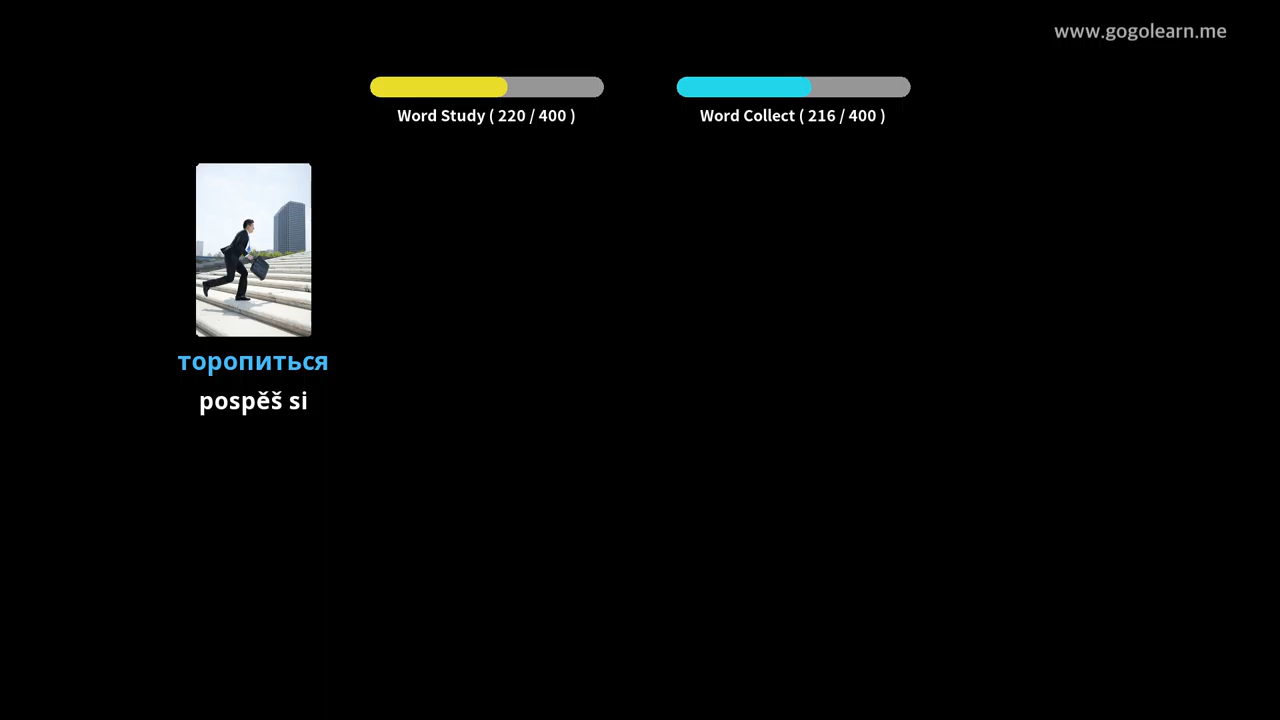 www.gogolearn.me
Word Study ( 220 / 400 )
Word Collect ( 216 / 400 )
торопиться
pospěš si